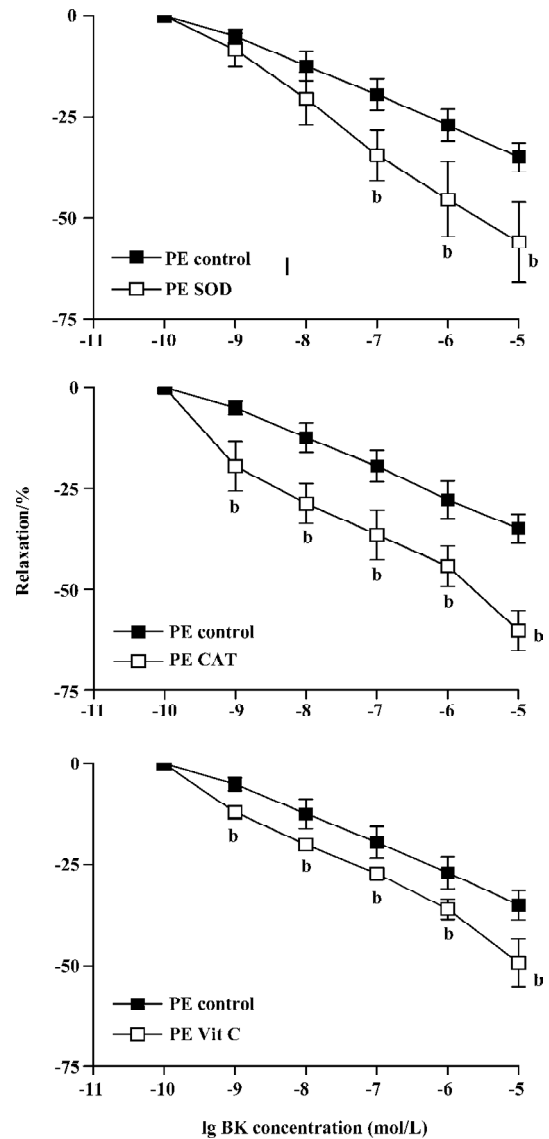 0
-25
-50
-75
b
b
b
PE control
PE SOD
-11 -10 -9 -8 -7 -6 -5
Relaxation/%
0
-25
-50
-75
b
b
b
b
b
PE control
PE CAT
-11 -10 -9 -8 -7 -6 -5
0
-25
-50
-75
b
b
b
b
b
PE control
PE Vit C
-11 -10 -9 -8 -7 -6 -5
lg BK concentration (mol/L)